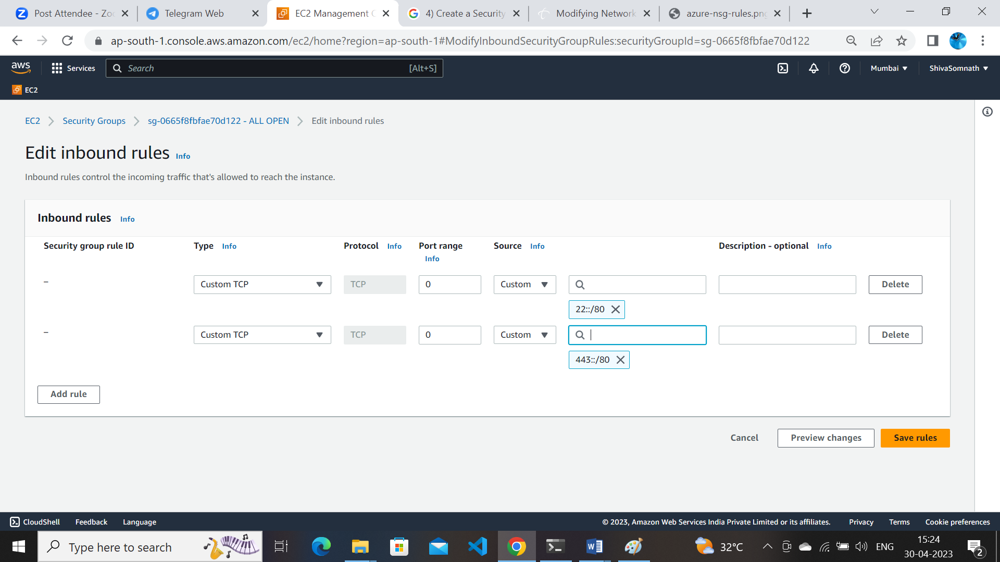 Post Attendee - Zoo
Telegram Web
EC2 Management C
4) Create a Security
Modifying Network
azure-nsg-rules.png
ap-south-1.console.aws.amazon.com/ec2/home?region=ap-south-1#ModifyInboundSecurityGroupRules:securityGroupId=sg-0665f8fbfae70d122
aws Services Search [Alt+S] Mumbai ShivaSomnath
EC2
EC2 Security Groups sg-0665f8fbfae70d122 - ALL OPEN Edit inbound rules
Edit inbound rules Info
Inbound rules control the incoming traffic that's allowed to reach the instance.
Inbound rules Info
Security group rule ID Type Info Protocol Info Port range Source Info Description - optional Info
Info
– Custom TCP TCP 0 Custom Delete
22::/80
– Custom TCP TCP 0 Custom Delete
443::/80
Add rule
Cancel Preview changes Save rules
CloudShell Feedback Language © 2023, Amazon Web Services India Private Limited or its affiliates. Privacy Terms Cookie preferences
Type here to search 32°C ENG 15:24
30-04-2023 2